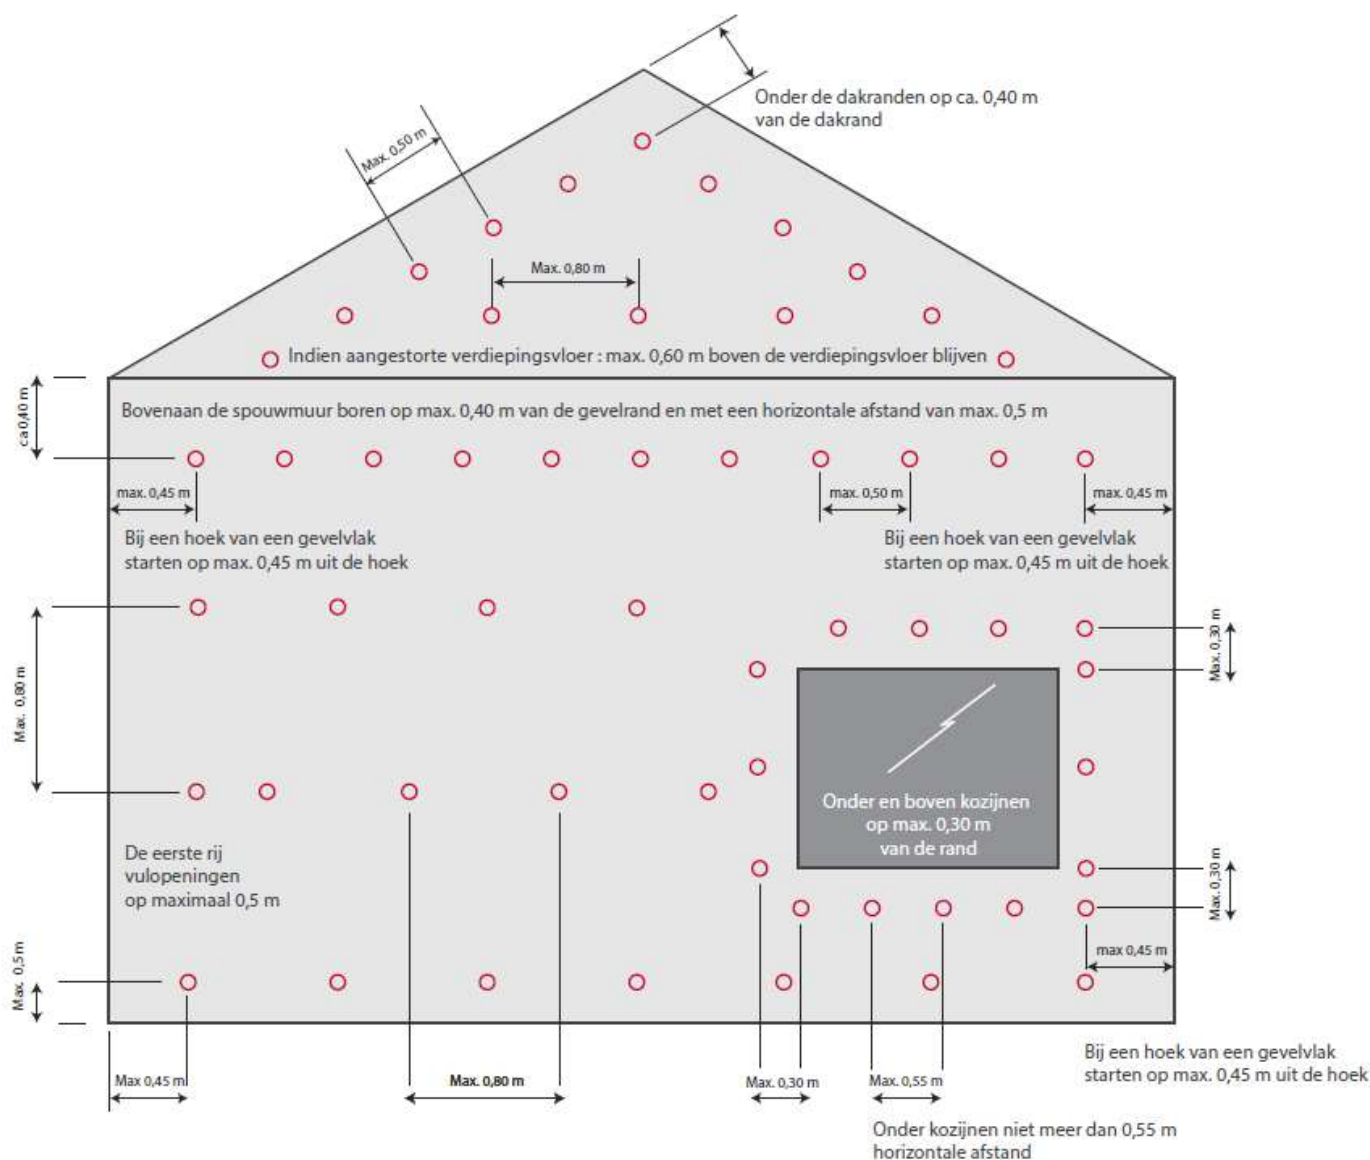 Onder de dakranden op ca. 0,40 m
van de dakrand
Max. 0,50 m
Max. 0,80 m
Indien aangestorte verdiepingsvloer : max. 0,60 m boven de verdiepingsvloer blijven
ca 0,40 m
Bovenaan de spouwmuur boren op max. 0,40 m van de gevelrand en met een horizontale afstand van max. 0,5 m
max. 0,45 m
max. 0,50 m
max. 0,45 m
Bij een hoek van een gevelvlak
starten op max. 0,45 m uit de hoek
Bij een hoek van een gevelvlak
starten op max. 0,45 m uit de hoek
Max. 0,80 m
Max. 0,30 m
Onder en boven kozijnen
op max. 0,30 m
van de rand
De eerste rij
vulopeningen
op maximaal 0,5 m
Max. 0,30 m
max 0,45 m
Max. 0,5 m
Max 0,45 m
Max. 0,80 m
Max. 0,30 m
Max. 0,55 m
Bij een hoek van een gevelvlak
starten op max. 0,45 m uit de hoek
Onder kozijnen niet meer dan 0,55 m
horizontale afstand